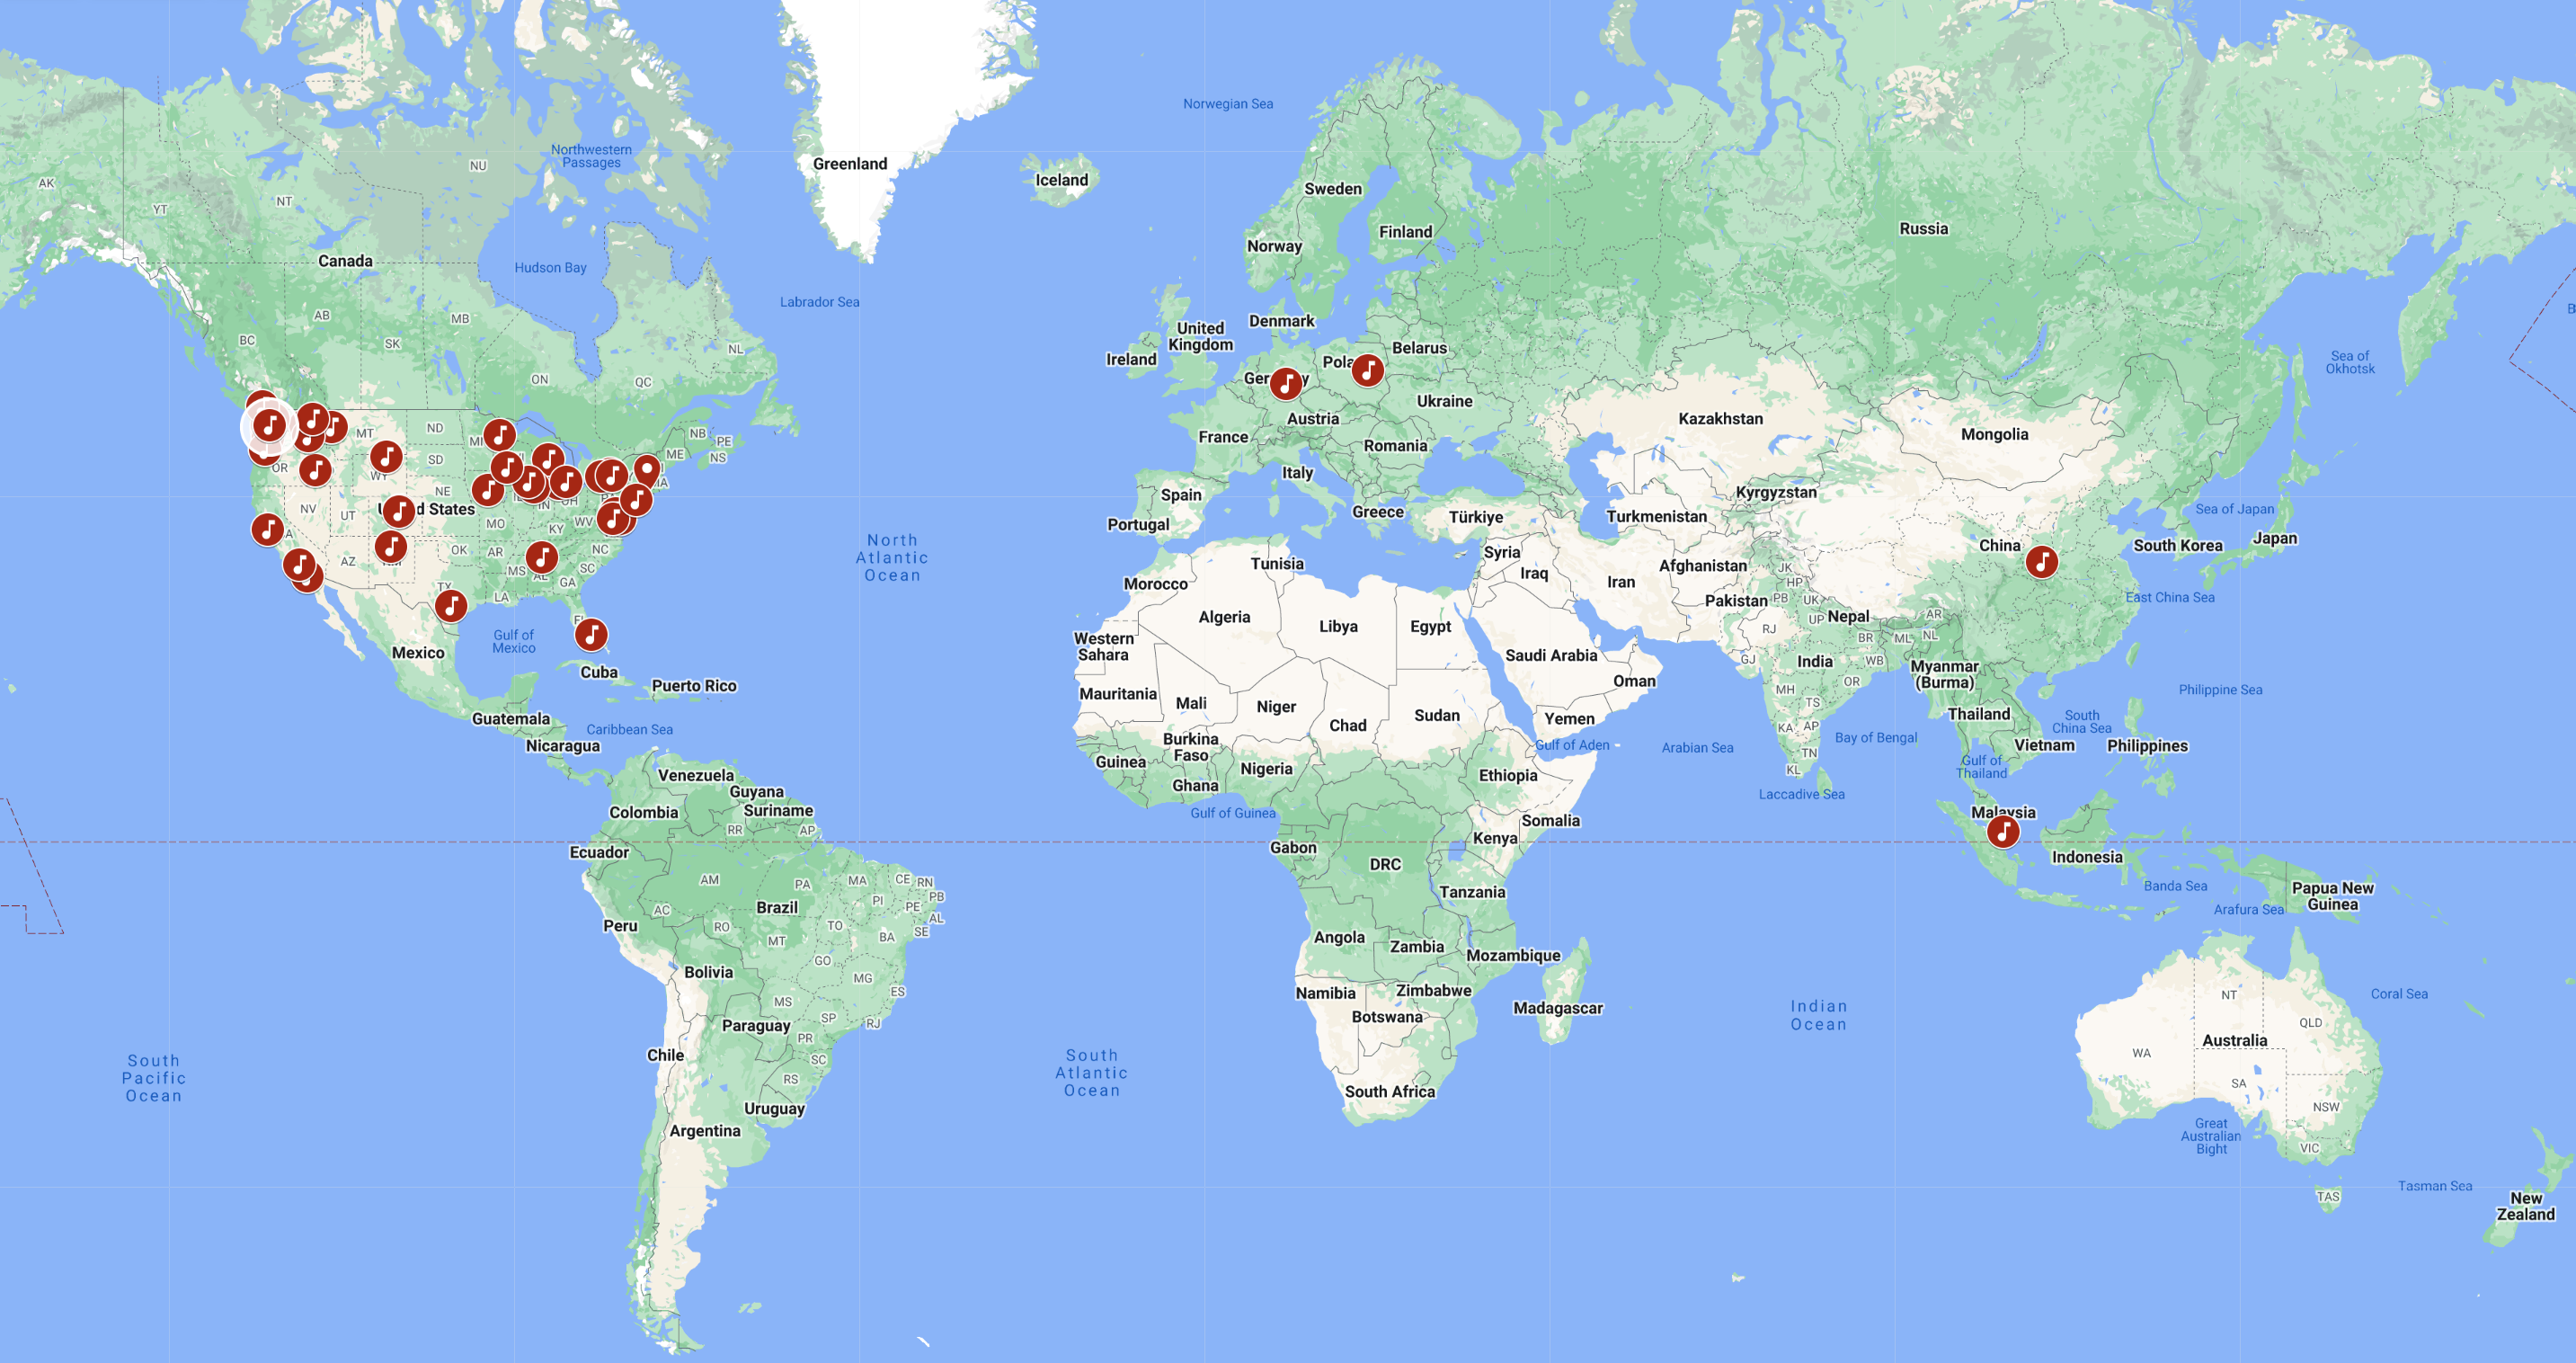 Greenland
Iceland
Norwegian Sea
Northwestern
Passages
NU
AK
YT
NT
Canada
Hudson Bay
Labrador Sea
AB
MB
BC
SK
NL
ON
QC
NB
PE
NS
ME
MT
ND
SD
OR
WY
NE
NV
UT
IN
MO
WV
KY
AZ
OK
AR
NC
SC
MS
AL
GA
TX
LA
Gulf of
Mexico
Mexico
Cuba
Puerto Rico
Guatemala
Caribbean Sea
Nicaragua
North
Atlantic
Ocean
Sweden
Finland
Norway
Russia
Denmark
United
Kingdom
Ireland
Belarus
Ukraine
Austria
France
Romania
Italy
Spain
Portugal
Greece
Türkiye
Kazakhstan
Mongolia
Kyrgyzstan
Turkmenistan
Sea of
Okhotsk
Sea of Japan
Japan
South Korea
China
East China Sea
Syria
Iraq
Iran
Afghanistan
Pakistan
JK
HP
PB
UK
UP
Nepal
AR
NL
ML
BR
RJ
GJ
India
WB
OR
MH
TS
KA
AP
TN
KL
Myanmar
(Burma)
Thailand
Vietnam
South
China Sea
Philippines
Philippine Sea
Bay of Bengal
Gulf of
Thailand
Laccadive Sea
Arabian Sea
Tunisia
Morocco
Algeria
Libya
Egypt
Western
Sahara
Saudi Arabia
Oman
Mauritania
Mali
Niger
Chad
Sudan
Yemen
Gulf of Aden
Burkina
Faso
Guinea
Ghana
Nigeria
Ethiopia
Gulf of Guinea
Somalia
Kenya
Gabon
DRC
Tanzania
Angola
Zambia
Mozambique
Namibia
Zimbabwe
Botswana
Madagascar
South Africa
Venezuela
Guyana
Suriname
Colombia
RR
AP
Ecuador
AM
PA
MA
CE
RN
PB
PI
PE
AL
SE
AC
Brazil
TO
BA
RO
MT
Peru
GO
Bolivia
MG
ES
MS
SP
RJ
Paraguay
PR
SC
RS
Chile
Uruguay
Argentina
South
Pacific
Ocean
South
Atlantic
Ocean
Indian
Ocean
Malaysia
Indonesia
Banda Sea
Arafura Sea
Papua New
Guinea
Coral Sea
NT
QLD
Australia
WA
SA
NSW
VIC
TAS
Great
Australian
Bight
Tasman Sea
New
Zealand